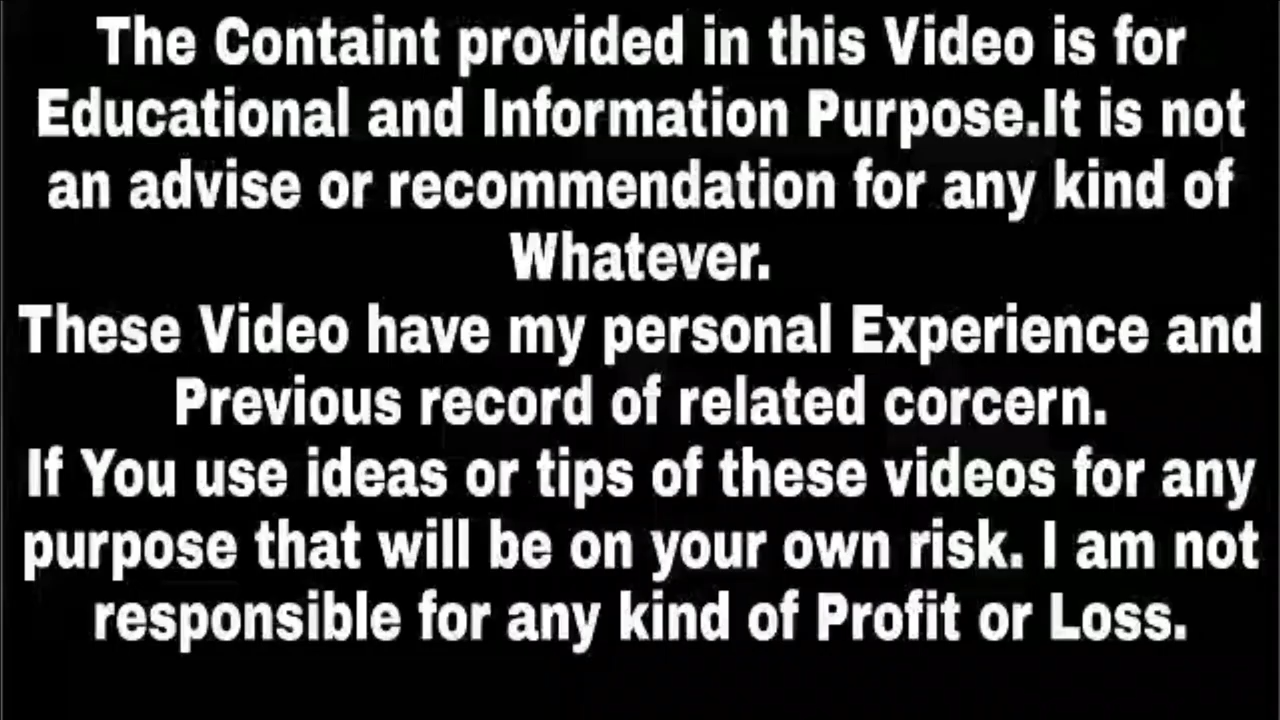 The Containt provided in this Video is for
Educational and Information Purpose.It is not
an advise or recommendation for any kind of
Whatever.
These Video have my personal Experience and
Previous record of related corcern.
If You use ideas or tips of these videos for any
purpose that will be on your own risk. I am not
responsible for any kind of Profit or Loss.